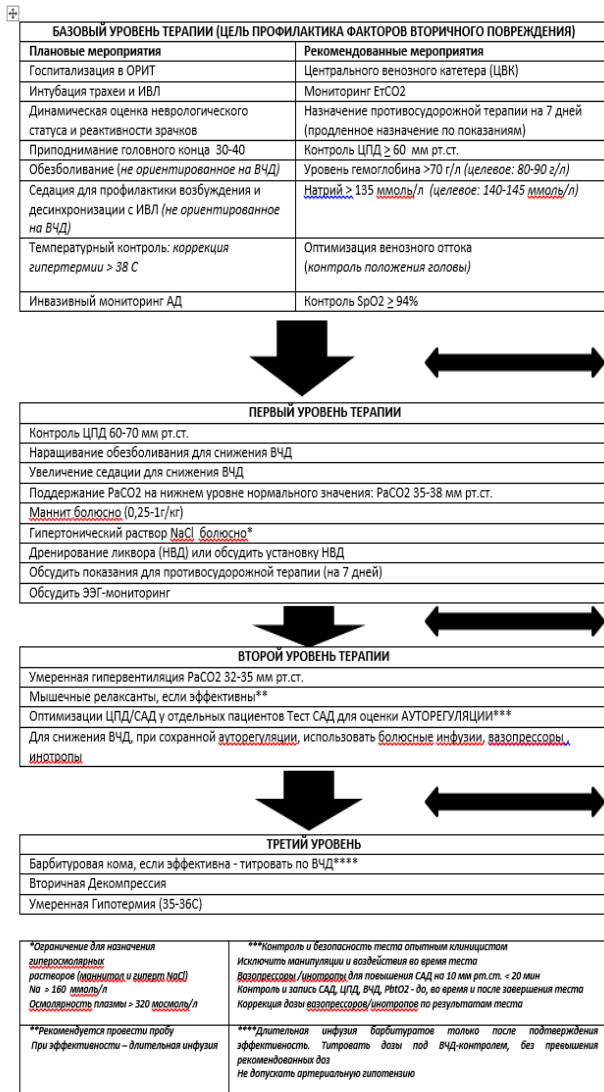 БАЗОВЫЙ УРОВЕНЬ ТЕРАПИИ (ЦЕЛЬ ПРОФИЛАКТИКА ФАКТОРОВ ВТОРИЧНОГО ПОВРЕЖДЕНИЯ)
Плановые мероприятия
Рекомендованные мероприятия
Госпитализация в ОРИТ
Центрального венозного катетера (ЦВК)
Интубация трахеи и ИВЛ
Мониторинг EтCO2
Динамическая оценка неврологического
статуса и реактивности зрачков
Назначение противосудорожной терапии на 7 дней
(продленное назначение по показаниям)
Приподнимание головного конца 30-40
Контроль ЦПД ≥ 60 мм рт.ст.
Обезболивание (не ориентированное на ВЧД)
Уровень гемоглобина >70 г/л (целевое: 80-90 г/л)
Седация для профилактики возбуждения и
десинхронизации с ИВЛ (не ориентированное
на ВЧД)
Натрий > 135 ммоль/л (целевое: 140-145 ммоль/л)
Температурный контроль: коррекция
гипертермии > 38 С
Оптимизация венозного оттока
(контроль положения головы)
Инвазивный мониторинг АД
Контроль SpO2 ≥ 94%
ПЕРВЫЙ УРОВЕНЬ ТЕРАПИИ
Контроль ЦПД 60-70 мм рт.ст.
Наращивание обезболивания для снижения ВЧД
Увеличение седации для снижения ВЧД
Поддержание PaCO2 на нижнем уровне нормального значения: PaCO2 35-38 мм рт.ст.
Маннит болюсно (0,25-1г/кг)
Гипертонический раствор NaCl болюсно*
Дренирование ликвора (НВД) или обсудить установку НВД
Обсудить показания для противосудорожной терапии (на 7 дней)
Обсудить ЭЭГ-мониторинг
ВТОРОЙ УРОВЕНЬ ТЕРАПИИ
Умеренная гипервентиляция PaCO2 32-35 мм рт.ст.
Мышечные релаксанты, если эффективны**
Оптимизации ЦПД/САД у отдельных пациентов Тест САД для оценки АУТОРЕГУЛЯЦИИ***
Для снижения ВЧД, при сохранной ауторегуляции, использовать болюсные инфузии, вазопрессоры ,
инотропы
ТРЕТИЙ УРОВЕНЬ
Барбитуровая кома, если эффективна - титровать по ВЧД****
Вторичная Декомпрессия
Умеренная Гипотермия (35-36С)
*Ограничение для назначения
гиперосмолярных
растворов (маннитол и гиперт NaCl)
Na > 160 ммоль/л
Осмолярность плазмы > 320 мосмоль/л
***Контроль и безопасность теста опытным клиницистом
Исключить манипуляции и воздействия во время теста
Вазопрессоры /инотропы для повышения САД на 10 мм рт.ст. < 20 мин
Контроль и запись САД, ЦПД, ВЧД, PbtO2 - до, во время и после завершения теста
Коррекция дозы вазопрессоров/инотропов по результатам теста
**Рекомендуется провести пробу
При эффективности – длительная инфузия
****Длительная инфузия барбитуратов только после подтверждения
эффективность. Титровать дозы под ВЧД-контролем, без превышения
рекомендованных доз
Не допускать артериальную гипотензию